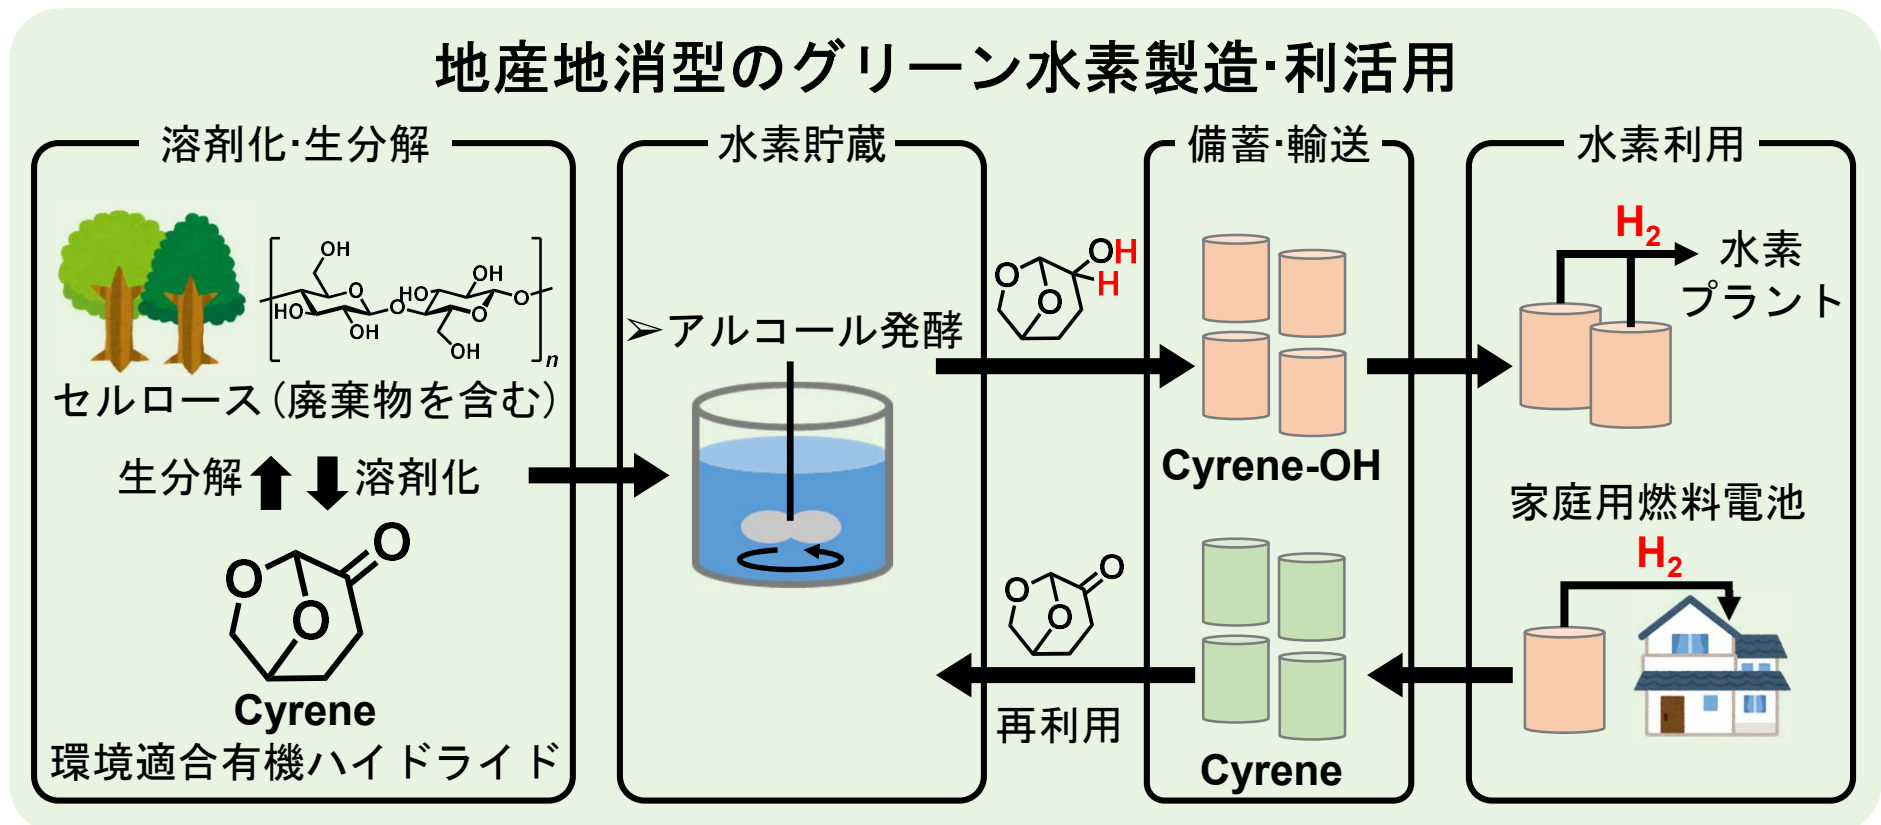 地産地消型のグリーン水素製造･利活用
溶剤化･生分解
OH
HO
O
OH
O
HO
OH
O
OH
O
n
セルロース(廃棄物を含む)
生分解
溶剤化
O
O
O
Cyrene
環境適合有機ハイドライド
水素貯蔵
➢アルコール発酵
OH
O
H
O
O
O
O
再利用
備蓄･輸送
Cyrene-OH
Cyrene
水素利用
H2
水素
プラント
家庭用燃料電池
H2